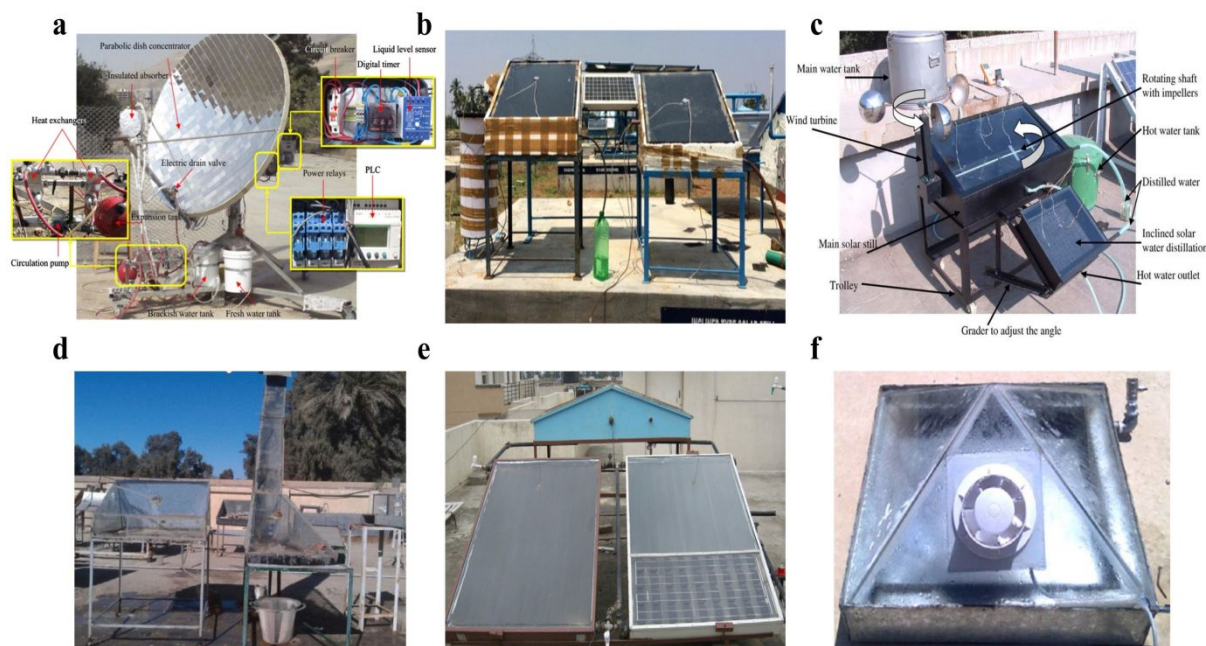 a
Parabolic dish concentrator
Insulated absorber
Heat exchangers
Electric drain valve
Expansion tank
Circulation pump
Brackish water tank
Fresh water tank
Circuit breaker
Liquid level sensor
Digital timer
Power relays
PLC
b
c
Main water tank
Wind turbine
Main solar still
Trolley
Grader to adjust the angle
Rotating shaft
with impellers
Hot water tank
Distilled water
Inclined solar
water distillation
Hot water outlet
d
e
f